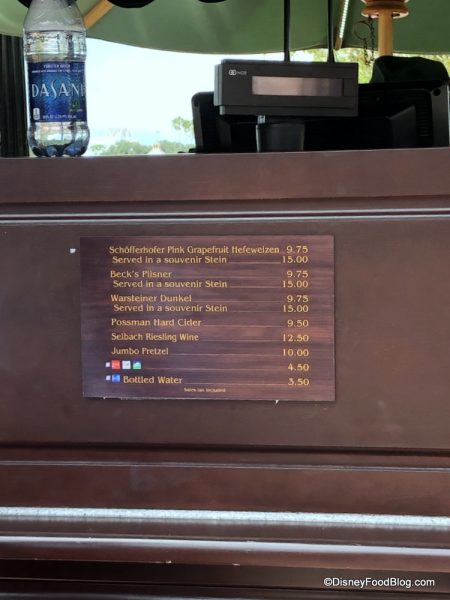 DASANI
NCR
Schöfferhofer Pink Grapefruit Hefeweizen 9.75
Served in a souvenir Stein 15.00
Beck's Pilsner 9.75
Served in a souvenir Stein 15.00
Warsteiner Dunkel 9.75
Served in a souvenir Stein 15.00
Possman Hard Cider 9.50
Selbach Riesling Wine 12.50
Jumbo Pretzel 10.00
4.50
Bottled Water 3.50
Sales tax included
©DisneyFoodBlog.com